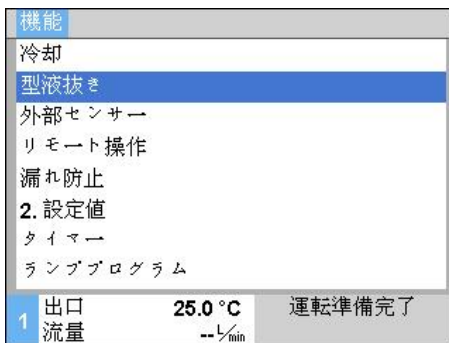 機能
冷却
型液抜き
外部センサー
リモート操作
漏れ防止
2. 設定値
タイマー
ランププログラム
1 出口 25.0 °C 運転準備完了
流量 -- L/min